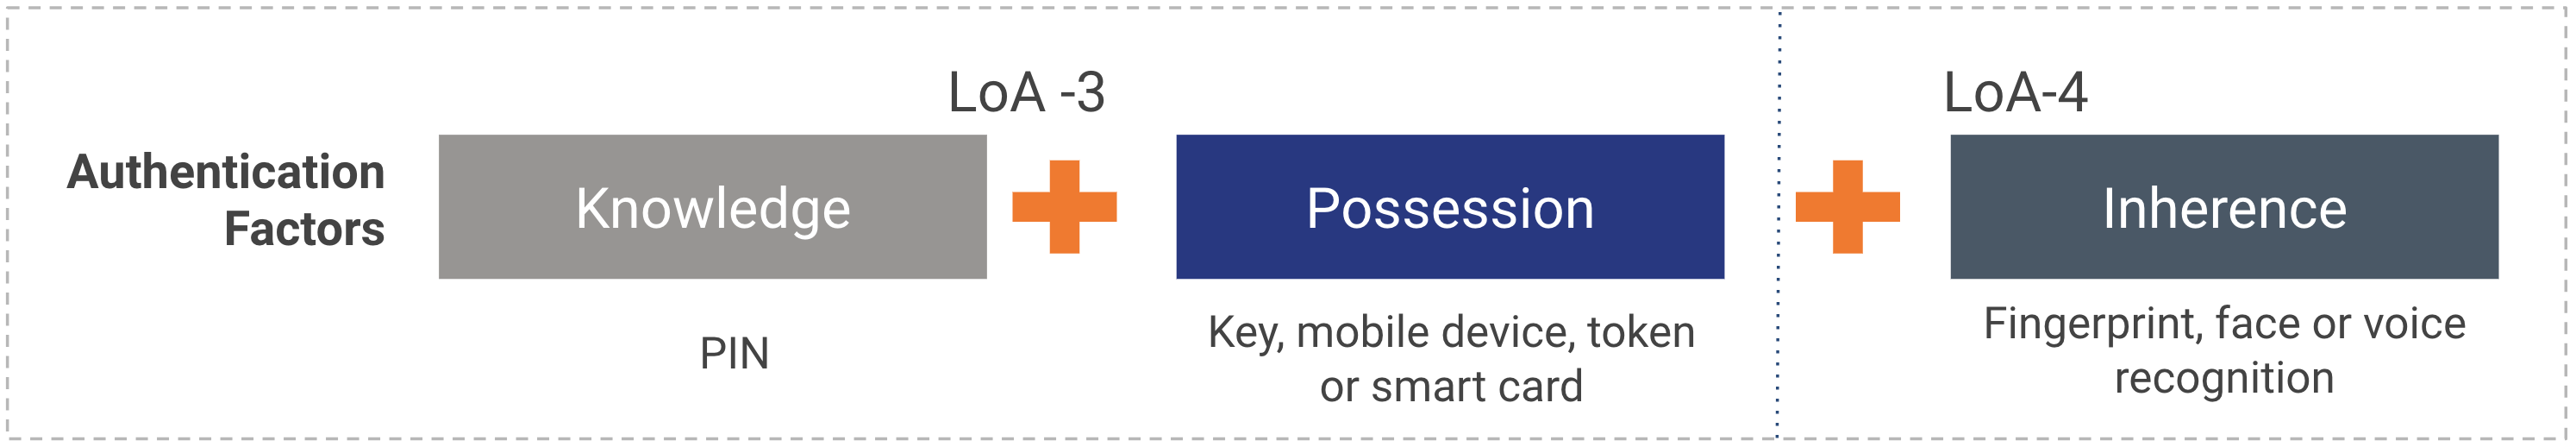 LoA -3
LoA-4
Authentication
Factors
Knowledge
Possession
Inherence
PIN
Key, mobile device, token
or smart card
Fingerprint, face or voice
recognition